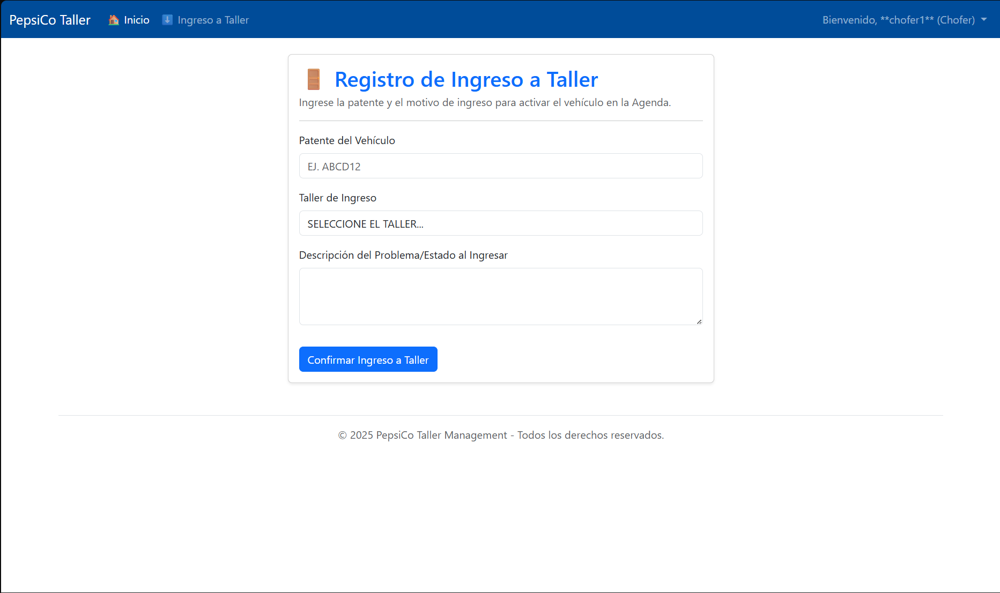 PepsiCo Taller
Inicio
Ingreso a Taller
Bienvenido, **chofer1** (Chofer)
Registro de Ingreso a Taller
Ingrese la patente y el motivo de ingreso para activar el vehículo en la Agenda.
Patente del Vehículo
EJ. ABCD12
Taller de Ingreso
SELECCIONE EL TALLER...
Descripción del Problema/Estado al Ingresar
Confirmar Ingreso a Taller
© 2025 PepsiCo Taller Management - Todos los derechos reservados.